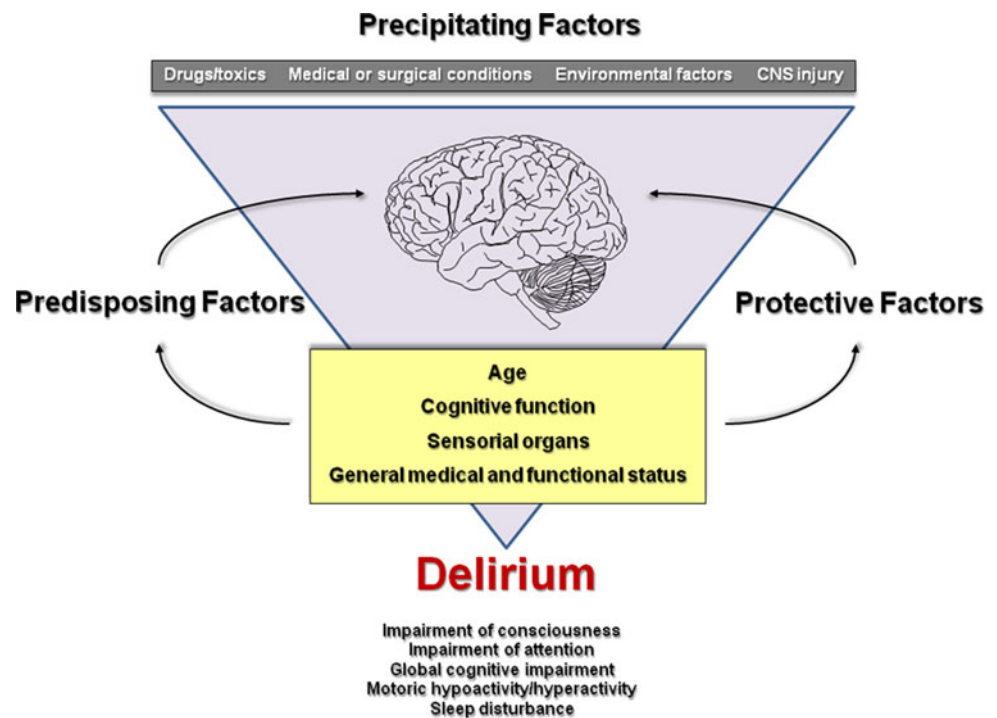 Precipitating Factors
Drugs/toxics Medical or surgical conditions Environmental factors CNS injury
Predisposing Factors
Protective Factors
Age
Cognitive function
Sensorial organs
General medical and functional status
Delirium
Impairment of consciousness
Impairment of attention
Global cognitive impairment
Motoric hypoactivity/hyperactivity
Sleep disturbance